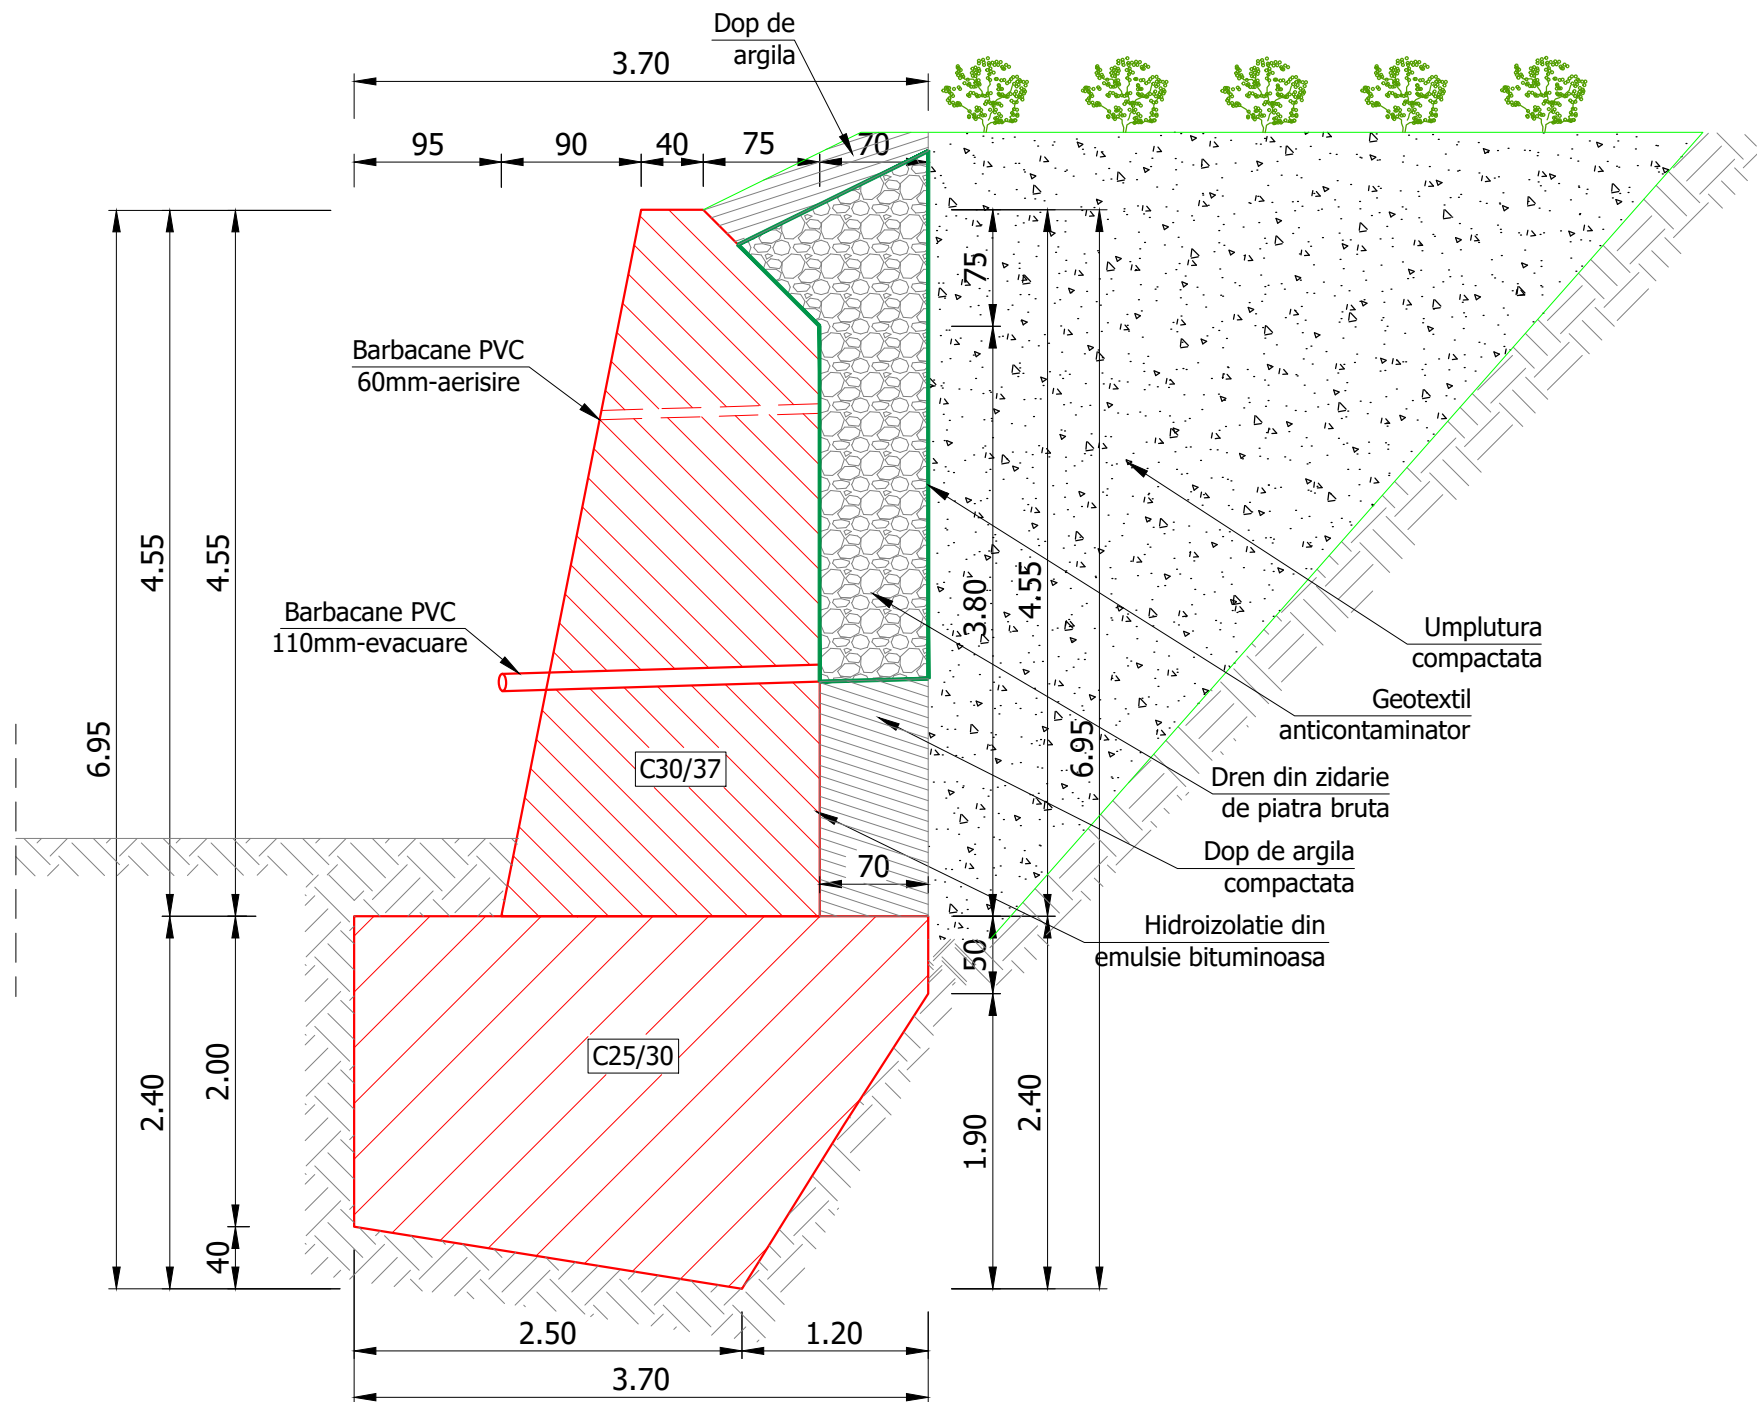 Dop de
argila
3.70
95
90
40
75
70
75
Barbacane PVC
60mm-aerisire
4.55
4.55
3.80
4.55
Barbacane PVC
110mm-evacuare
Umplutura
compactata
Geotextil
anticontaminator
6.95
6.95
C30/37
Dren din zidarie
de piatra bruta
Dop de argila
compactata
70
Hidroizolatie din
emulsie bituminoasa
50
C25/30
2.40
2.00
1.90
2.40
40
2.50
1.20
3.70